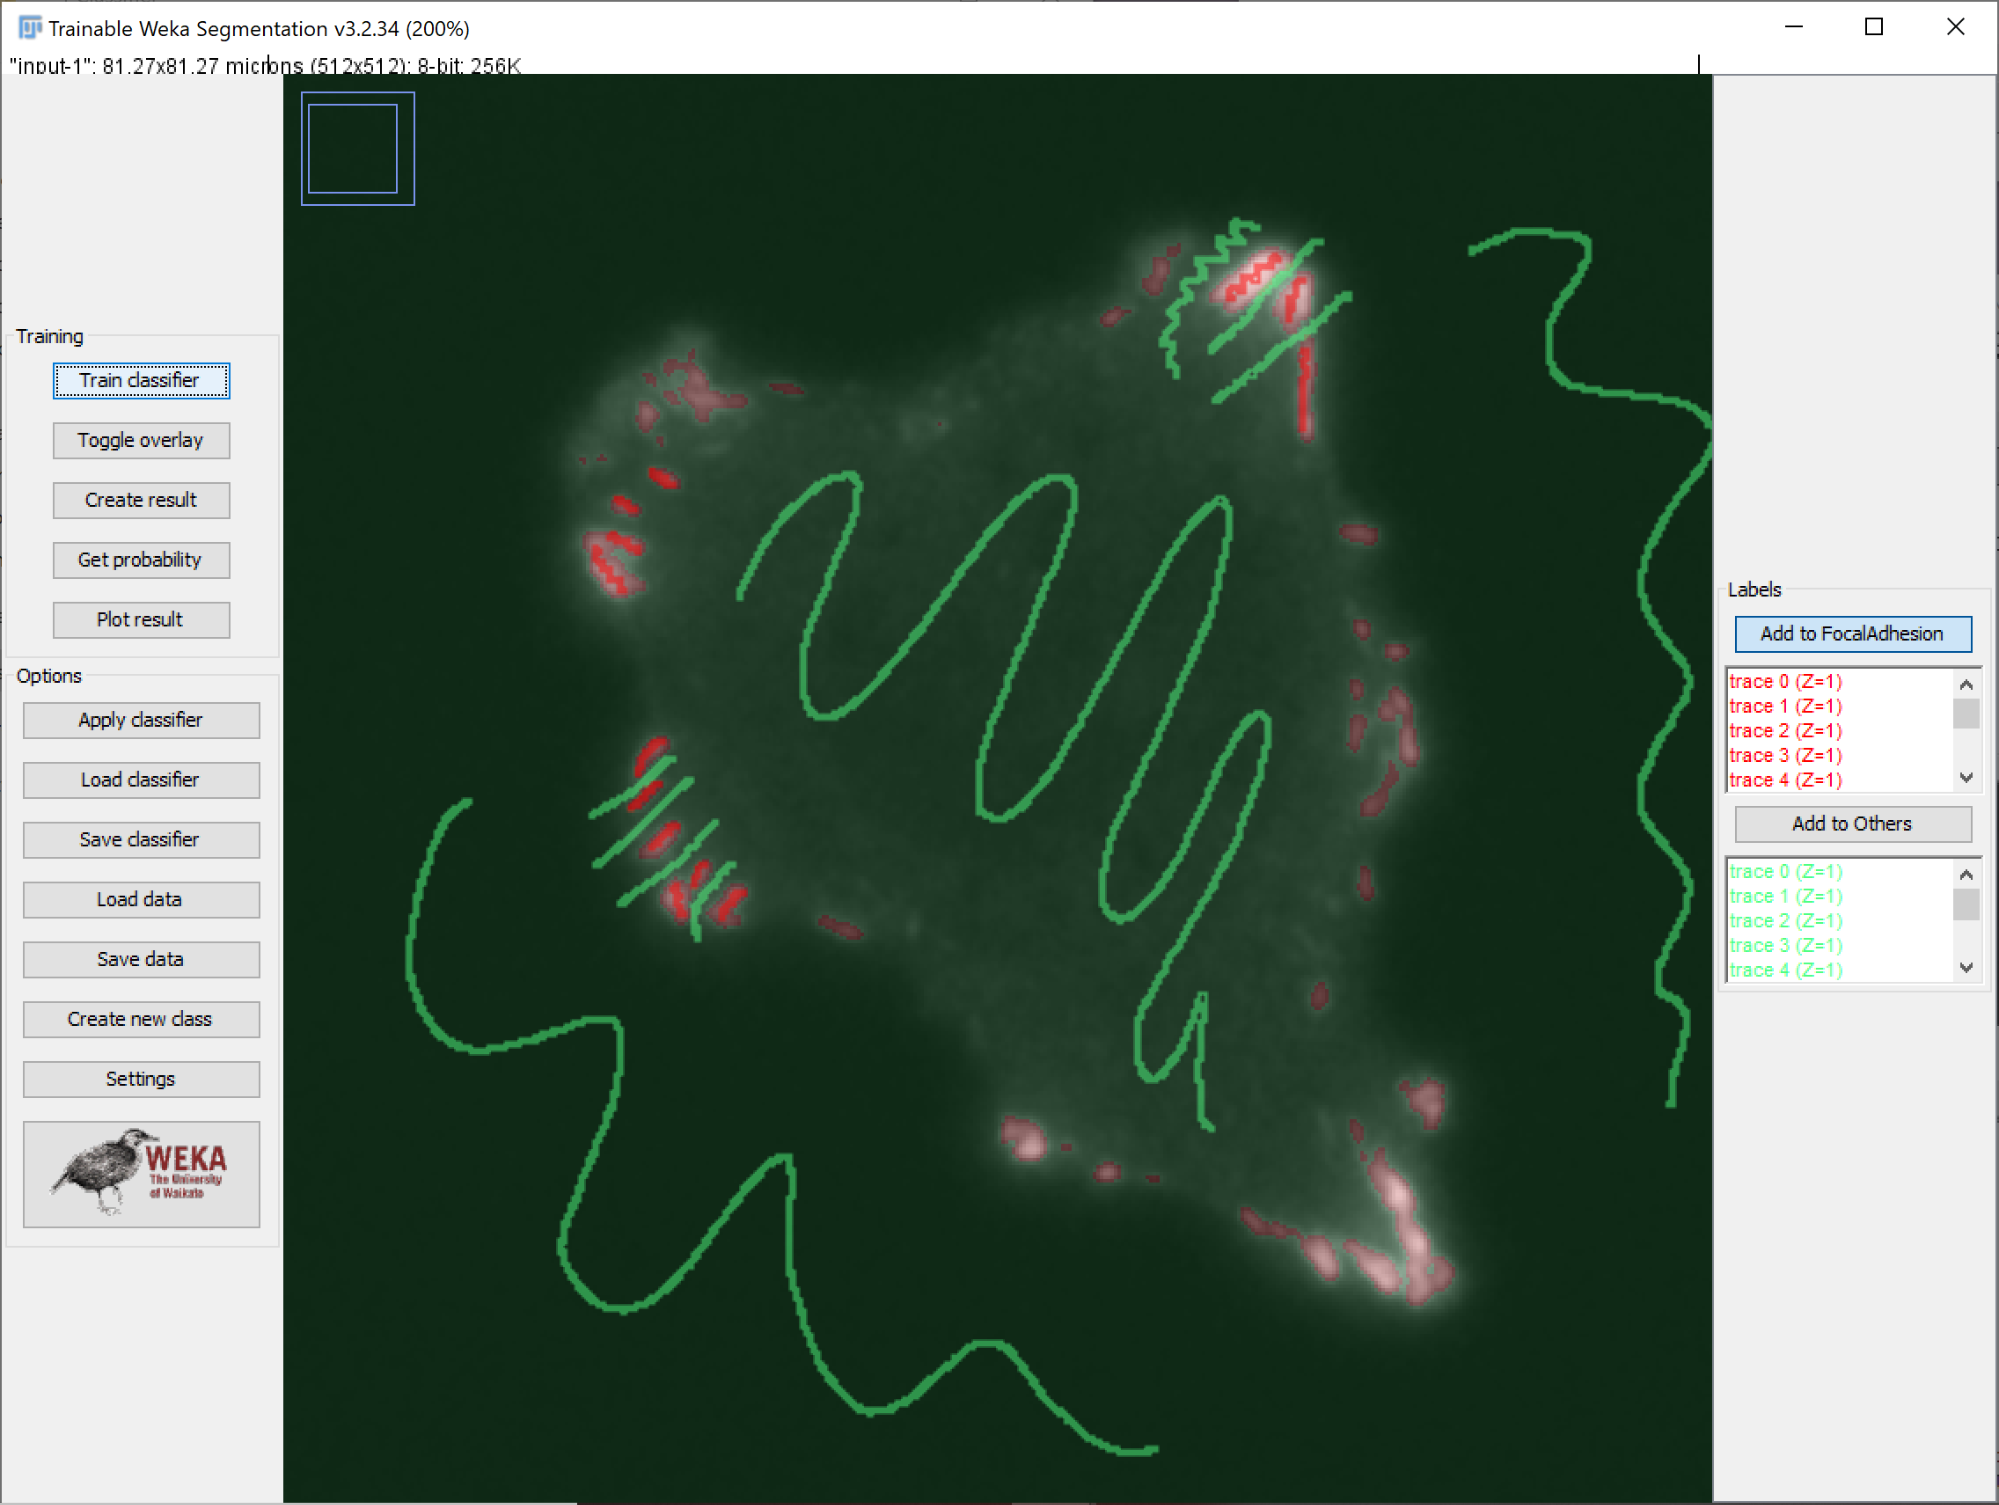 Trainable Weka Segmentation v3.2.34 (200%)
"input-1": 81.27x81.27 microns (512x512); 8-bit; 256K
Training
Train classifier
Toggle overlay
Create result
Get probability
Plot result
Options
Apply classifier
Load classifier
Save classifier
Load data
Save data
Create new class
Settings
WEKA
The University
of Waikato
Labels
Add to FocalAdhesion
trace 0 (Z=1)
trace 1 (Z=1)
trace 2 (Z=1)
trace 3 (Z=1)
trace 4 (Z=1)
Add to Others
trace 0 (Z=1)
trace 1 (Z=1)
trace 2 (Z=1)
trace 3 (Z=1)
trace 4 (Z=1)